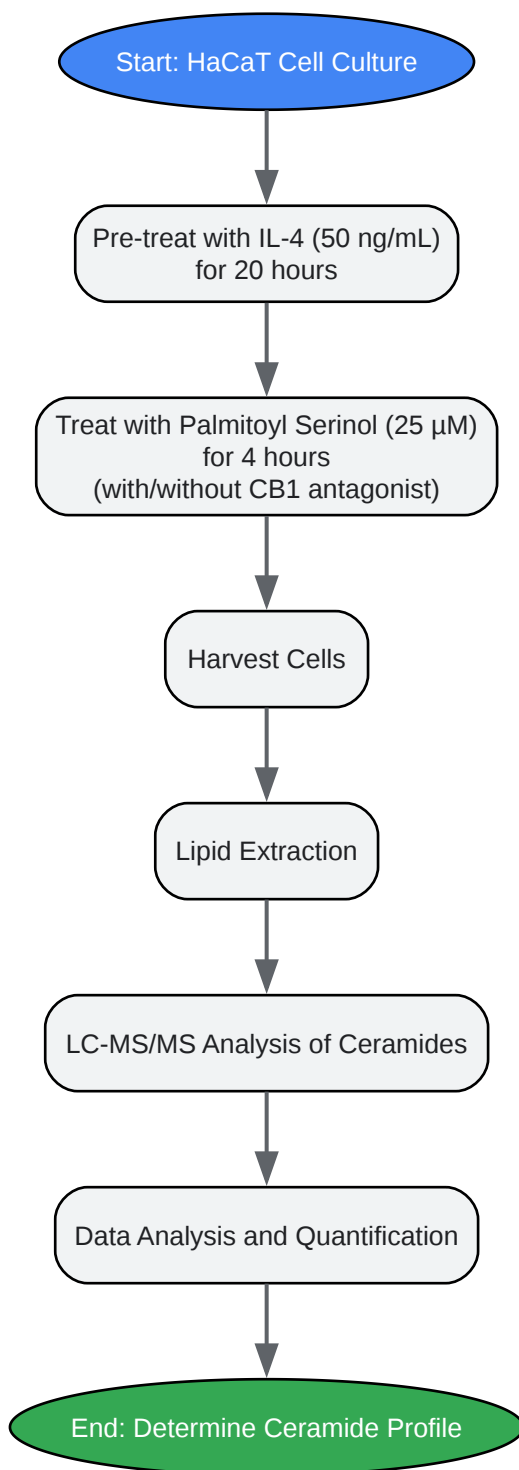 Start: HaCaT Cell Culture
Pre-treat with IL-4 (50 ng/mL)
for 20 hours
Treat with Palmitoyl Serinol (25 µM)
for 4 hours
(with/without CB1 antagonist)
Harvest Cells
Lipid Extraction
LC-MS/MS Analysis of Ceramides
Data Analysis and Quantification
End: Determine Ceramide Profile